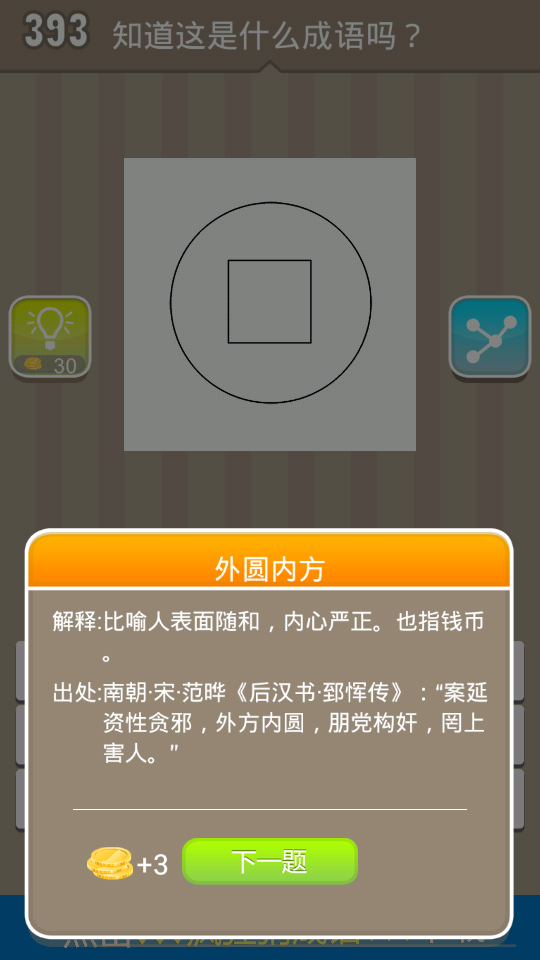 393 知道这是什么成语吗？
30
外圆内方
解释:比喻人表面随和，内心严正。也指钱币
。
出处:南朝·宋·范晔《后汉书·郅恽传》：“案延
资性贪邪，外方内圆，朋党构奸，罔上
害人。”
+3 下一题